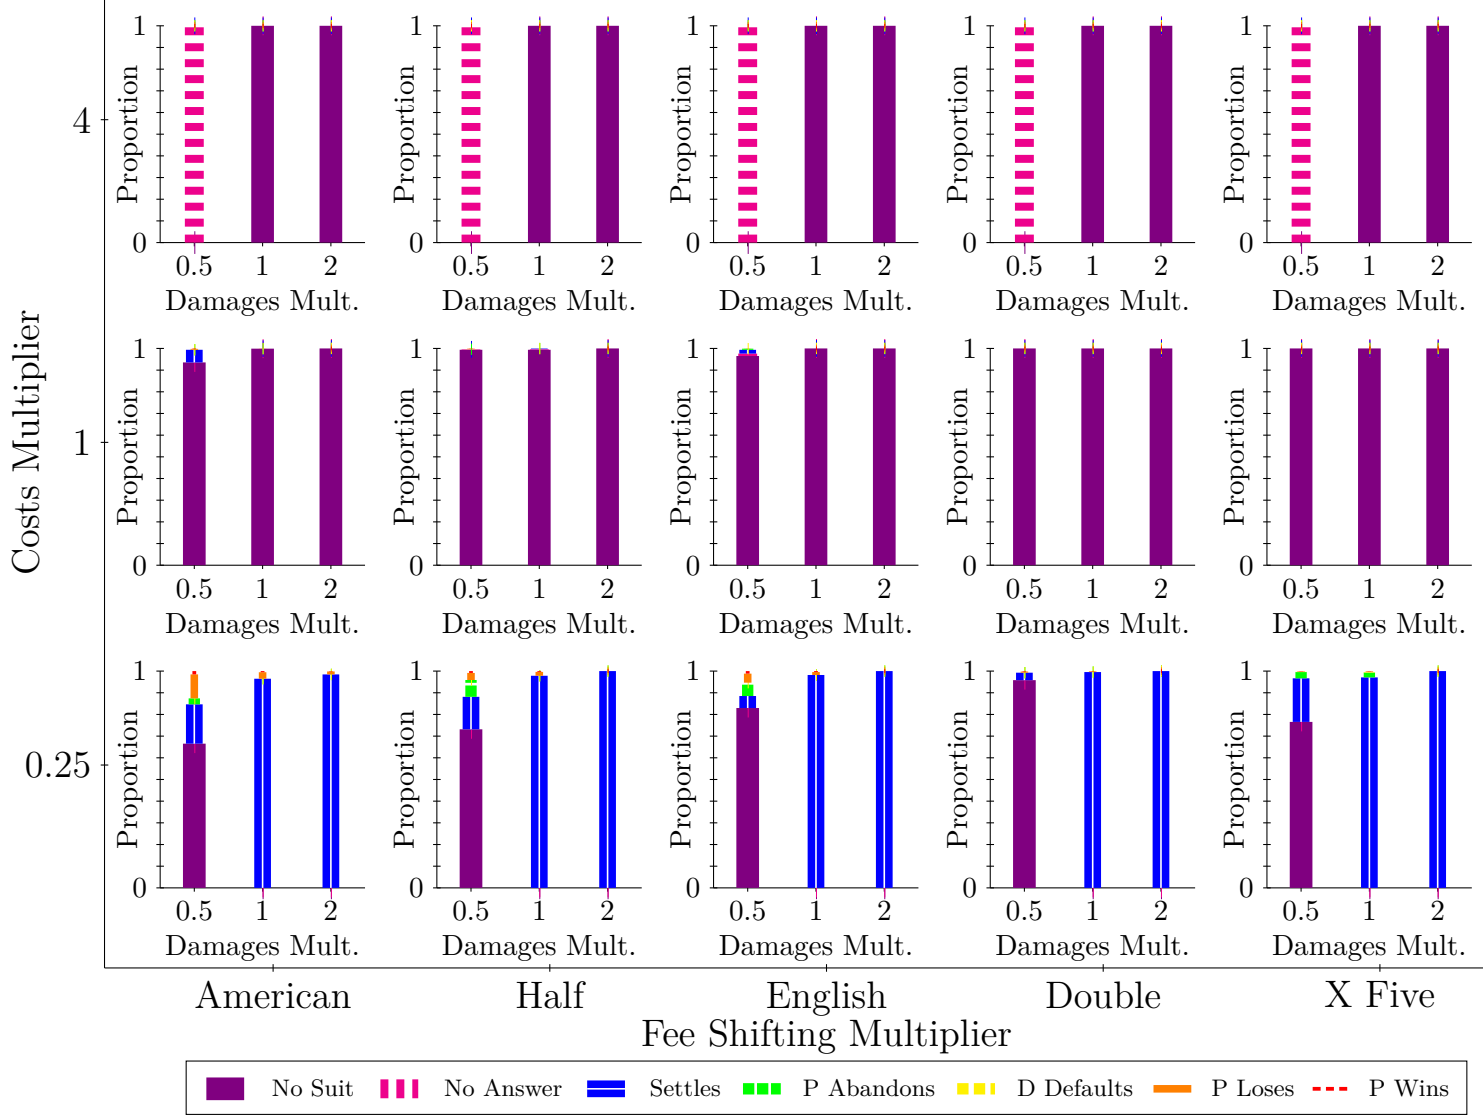 1 1 1 1 1
Proportion Proportion Proportion Proportion Proportion
4
0 0 0 0 0
0.5 1 2 0.5 1 2 0.5 1 2 0.5 1 2 0.5 1 2
Damages Mult. Damages Mult. Damages Mult. Damages Mult. Damages Mult.
Costs Multiplier
1 1 1 1 1
Proportion Proportion Proportion Proportion Proportion
1
0 0 0 0 0
0.5 1 2 0.5 1 2 0.5 1 2 0.5 1 2 0.5 1 2
Damages Mult. Damages Mult. Damages Mult. Damages Mult. Damages Mult.
1 1 1 1 1
Proportion Proportion Proportion Proportion Proportion
0.25
0 0 0 0 0
0.5 1 2 0.5 1 2 0.5 1 2 0.5 1 2 0.5 1 2
Damages Mult. Damages Mult. Damages Mult. Damages Mult. Damages Mult.
American Half English Double X Five
Fee Shifting Multiplier
No Suit No Answer Settles P Abandons D Defaults P Loses P Wins